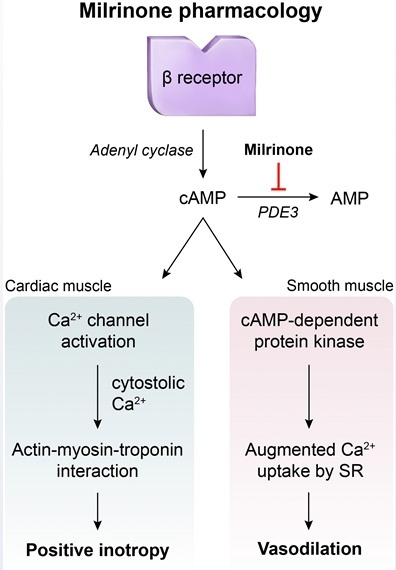 Milrinone pharmacology
β receptor
Adenyl cyclase
Milrinone
cAMP
PDE3
AMP
Cardiac muscle
Ca²⁺ channel
activation
cytostolic
Ca²⁺
Actin-myosin-troponin
interaction
Positive inotropy
Smooth muscle
cAMP-dependent
protein kinase
Augmented Ca²⁺
uptake by SR
Vasodilation